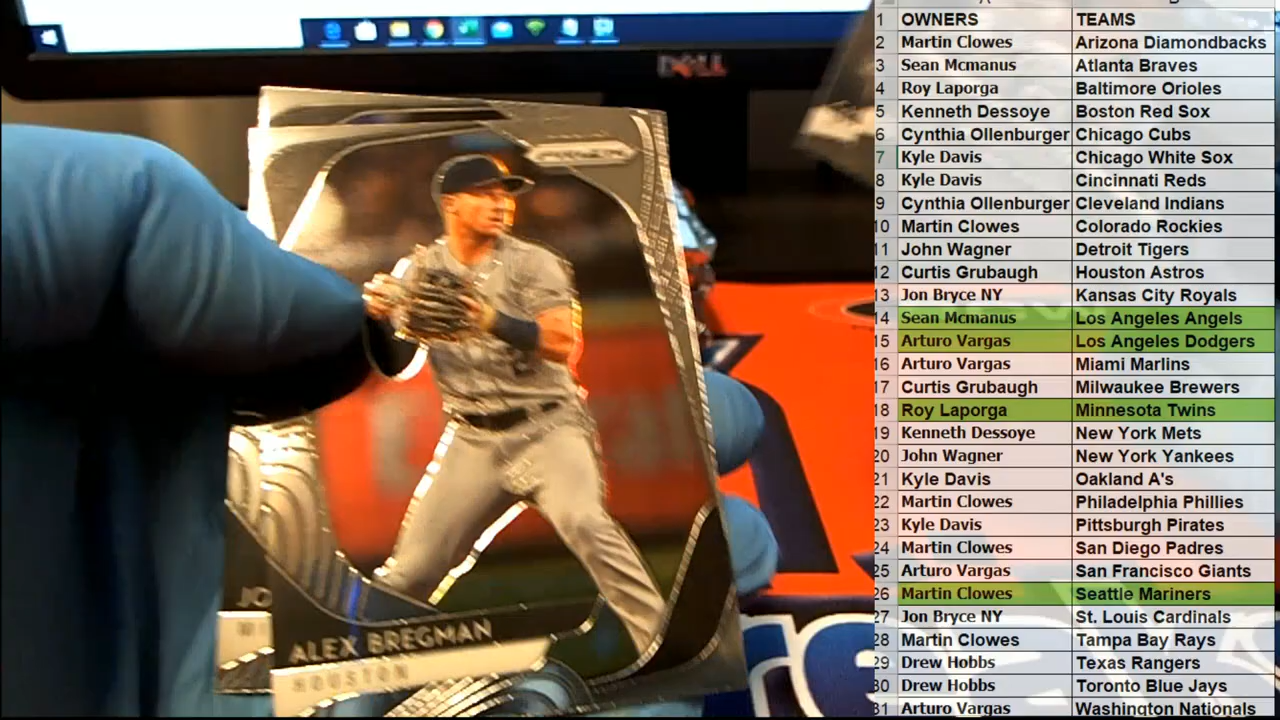 DELL
PRIZM
JO
ALEX BREGMAN
HOUSTON
1 OWNERS TEAMS
2 Martin Clowes Arizona Diamondbacks
3 Sean Mcmanus Atlanta Braves
4 Roy Laporga Baltimore Orioles
5 Kenneth Dessoye Boston Red Sox
6 Cynthia Ollenburger Chicago Cubs
7 Kyle Davis Chicago White Sox
8 Kyle Davis Cincinnati Reds
9 Cynthia Ollenburger Cleveland Indians
10 Martin Clowes Colorado Rockies
11 John Wagner Detroit Tigers
12 Curtis Grubaugh Houston Astros
13 Jon Bryce NY Kansas City Royals
14 Sean Mcmanus Los Angeles Angels
15 Arturo Vargas Los Angeles Dodgers
16 Arturo Vargas Miami Marlins
17 Curtis Grubaugh Milwaukee Brewers
18 Roy Laporga Minnesota Twins
19 Kenneth Dessoye New York Mets
20 John Wagner New York Yankees
21 Kyle Davis Oakland A's
22 Martin Clowes Philadelphia Phillies
23 Kyle Davis Pittsburgh Pirates
24 Martin Clowes San Diego Padres
25 Arturo Vargas San Francisco Giants
26 Martin Clowes Seattle Mariners
27 Jon Bryce NY St. Louis Cardinals
28 Martin Clowes Tampa Bay Rays
29 Drew Hobbs Texas Rangers
30 Drew Hobbs Toronto Blue Jays
31 Arturo Vargas Washington Nationals